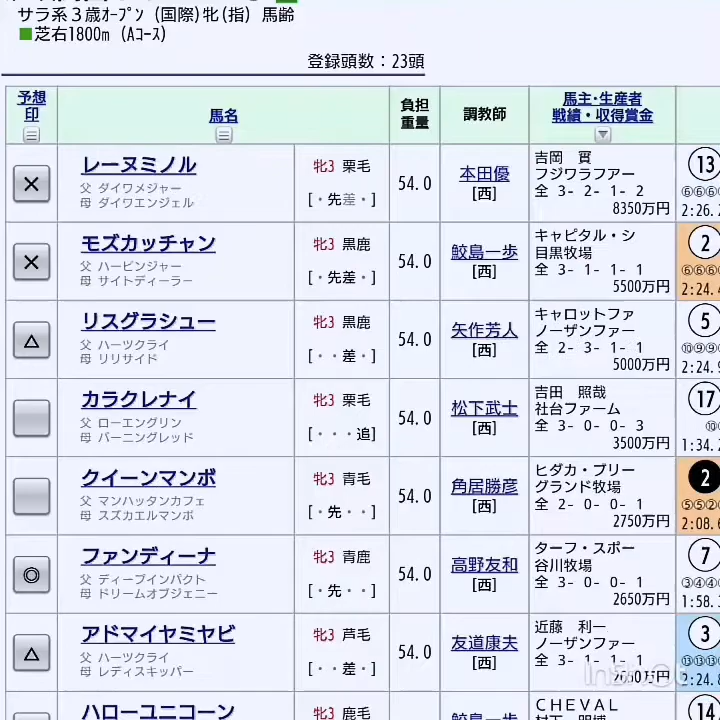 サラ系3歳オープン (国際)牝(指) 馬齢
■芝右1800m (Aコース)
登録頭数:23頭
予想印 馬名 負担重量 調教師 馬主・生産者 戦績・収得賞金
× レーヌミノル 牝3 栗毛 54.0 本田優 吉岡 實 13
父 ダイワメジャー フジワラファー
母 ダイワエンジェル [・先差・] [西] 全 3- 2- 1- 2
8350万円 2:26.
× モズカッチャン 牝3 黒鹿 54.0 鮫島一歩 キャピタル・シ 2
父 ハービンジャー 目黒牧場
母 サイトディーラー [・先差・] [西] 全 3- 1- 1- 1
5500万円 2:24.
△ リスグラシュー 牝3 黒鹿 54.0 矢作芳人 キャロットファ 5
父 ハーツクライ ノーザンファー
母 リリサイド [・・差・] [西] 全 2- 3- 1- 1
5000万円 2:24.
カラクレナイ 牝3 栗毛 54.0 松下武士 吉田 照哉 17
父 ローエングリン 社台ファーム
母 バーニングレッド [・・・追] [西] 全 3- 0- 0- 3
3500万円 1:34.
クイーンマンボ 牝3 青毛 54.0 角居勝彦 ヒダカ・ブリー 2
父 マンハッタンカフェ グランド牧場
母 スズカエルマンボ [・先・・] [西] 全 2- 0- 0- 1
2750万円 2:08.
◎ ファンディーナ 牝3 青鹿 54.0 高野友和 ターフ・スポー 7
父 ディープインパクト 谷川牧場
母 ドリームオブジェニー [・先・・] [西] 全 3- 0- 0- 1
2650万円 1:58.
△ アドマイヤミヤビ 牝3 芦毛 54.0 友道康夫 近藤 利一 3
父 ハーツクライ ノーザンファー
母 レディスキッパー [・・差・] [西] 全 3- 1- 1- 1
2:24.
ハローユニコーン 牝3 鹿毛 鮫島一歩 CHEVAL 14